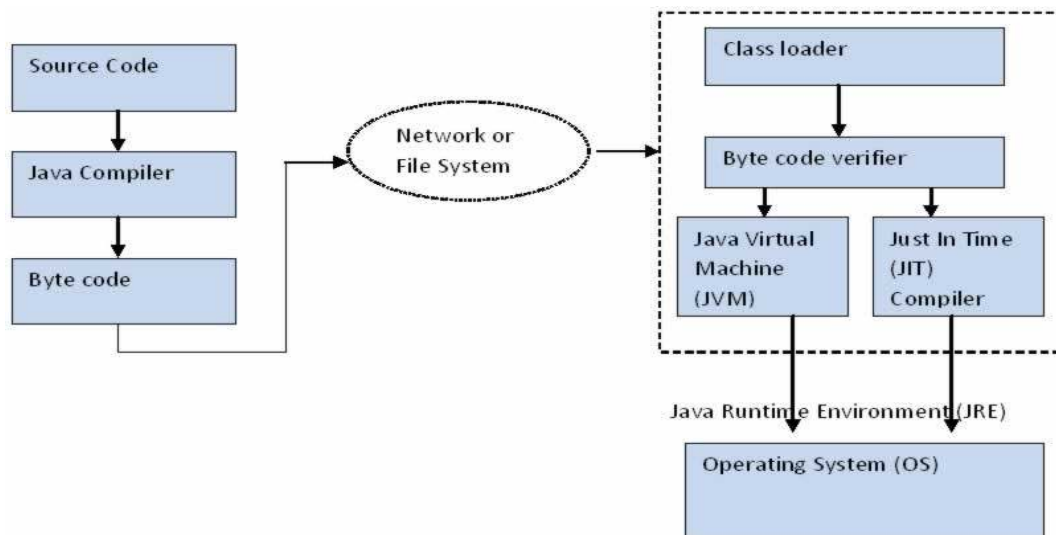 Source Code
Java Compiler
Byte code
Network or
File System
Class loader
Byte code verifier
Java Virtual
Machine
(JVM)
Just In Time
(JIT)
Compiler
Java Runtime Environment (JRE)
Operating System (OS)